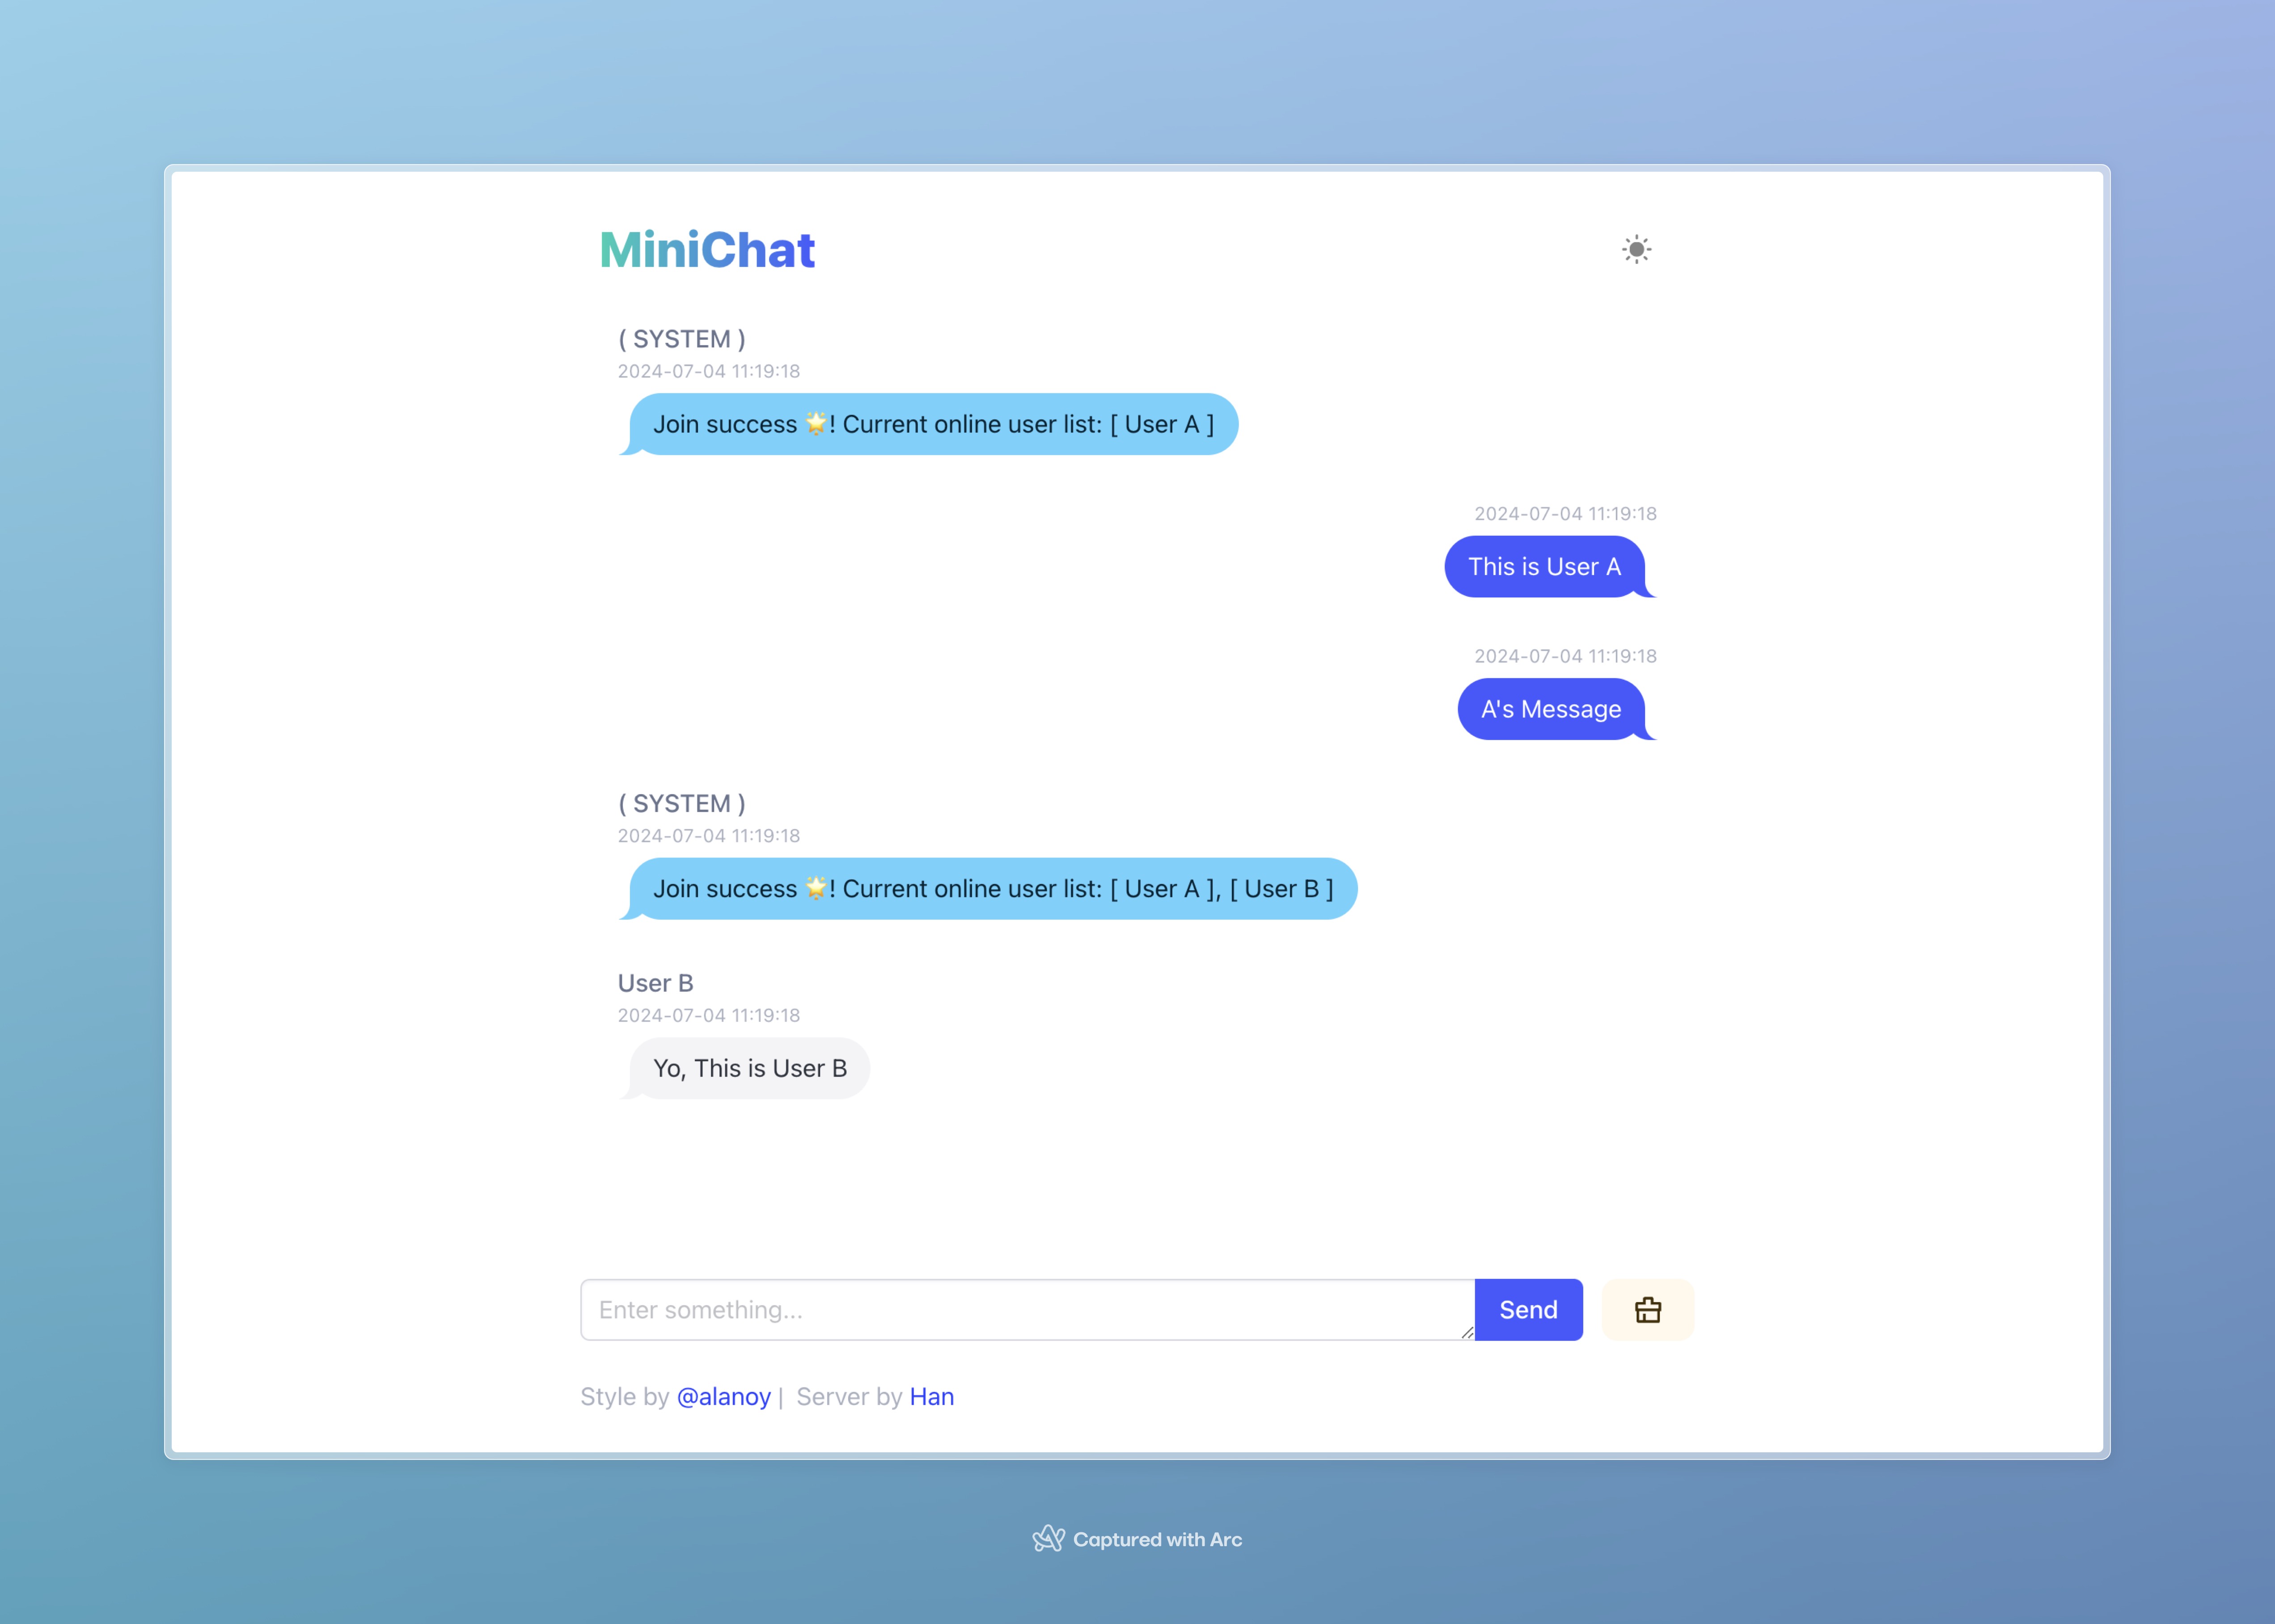 MiniChat
( SYSTEM )
2024-07-04 11:19:18
Join success 🌟! Current online user list: [ User A ]
2024-07-04 11:19:18
This is User A
2024-07-04 11:19:18
A's Message
( SYSTEM )
2024-07-04 11:19:18
Join success 🌟! Current online user list: [ User A ], [ User B ]
User B
2024-07-04 11:19:18
Yo, This is User B
Enter something...
Send
Style by @alanoy | Server by Han
Captured with Arc